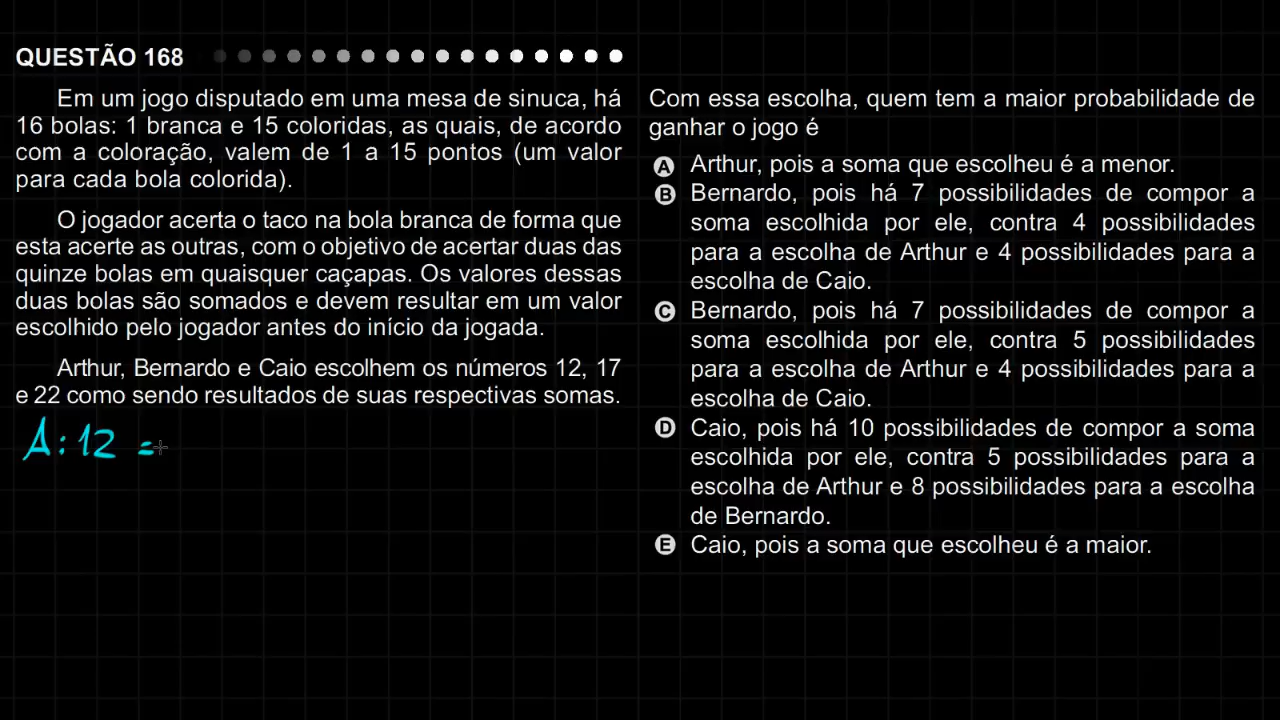 QUESTÃO 168
Em um jogo disputado em uma mesa de sinuca, há
16 bolas: 1 branca e 15 coloridas, as quais, de acordo
com a coloração, valem de 1 a 15 pontos (um valor
para cada bola colorida).
O jogador acerta o taco na bola branca de forma que
esta acerte as outras, com o objetivo de acertar duas das
quinze bolas em quaisquer caçapas. Os valores dessas
duas bolas são somados e devem resultar em um valor
escolhido pelo jogador antes do início da jogada.
Arthur, Bernardo e Caio escolhem os números 12, 17
e 22 como sendo resultados de suas respectivas somas.
A: 12 =
Com essa escolha, quem tem a maior probabilidade de
ganhar o jogo é
A Arthur, pois a soma que escolheu é a menor.
B Bernardo, pois há 7 possibilidades de compor a
soma escolhida por ele, contra 4 possibilidades
para a escolha de Arthur e 4 possibilidades para a
escolha de Caio.
C Bernardo, pois há 7 possibilidades de compor a
soma escolhida por ele, contra 5 possibilidades
para a escolha de Arthur e 4 possibilidades para a
escolha de Caio.
D Caio, pois há 10 possibilidades de compor a soma
escolhida por ele, contra 5 possibilidades para a
escolha de Arthur e 8 possibilidades para a escolha
de Bernardo.
E Caio, pois a soma que escolheu é a maior.